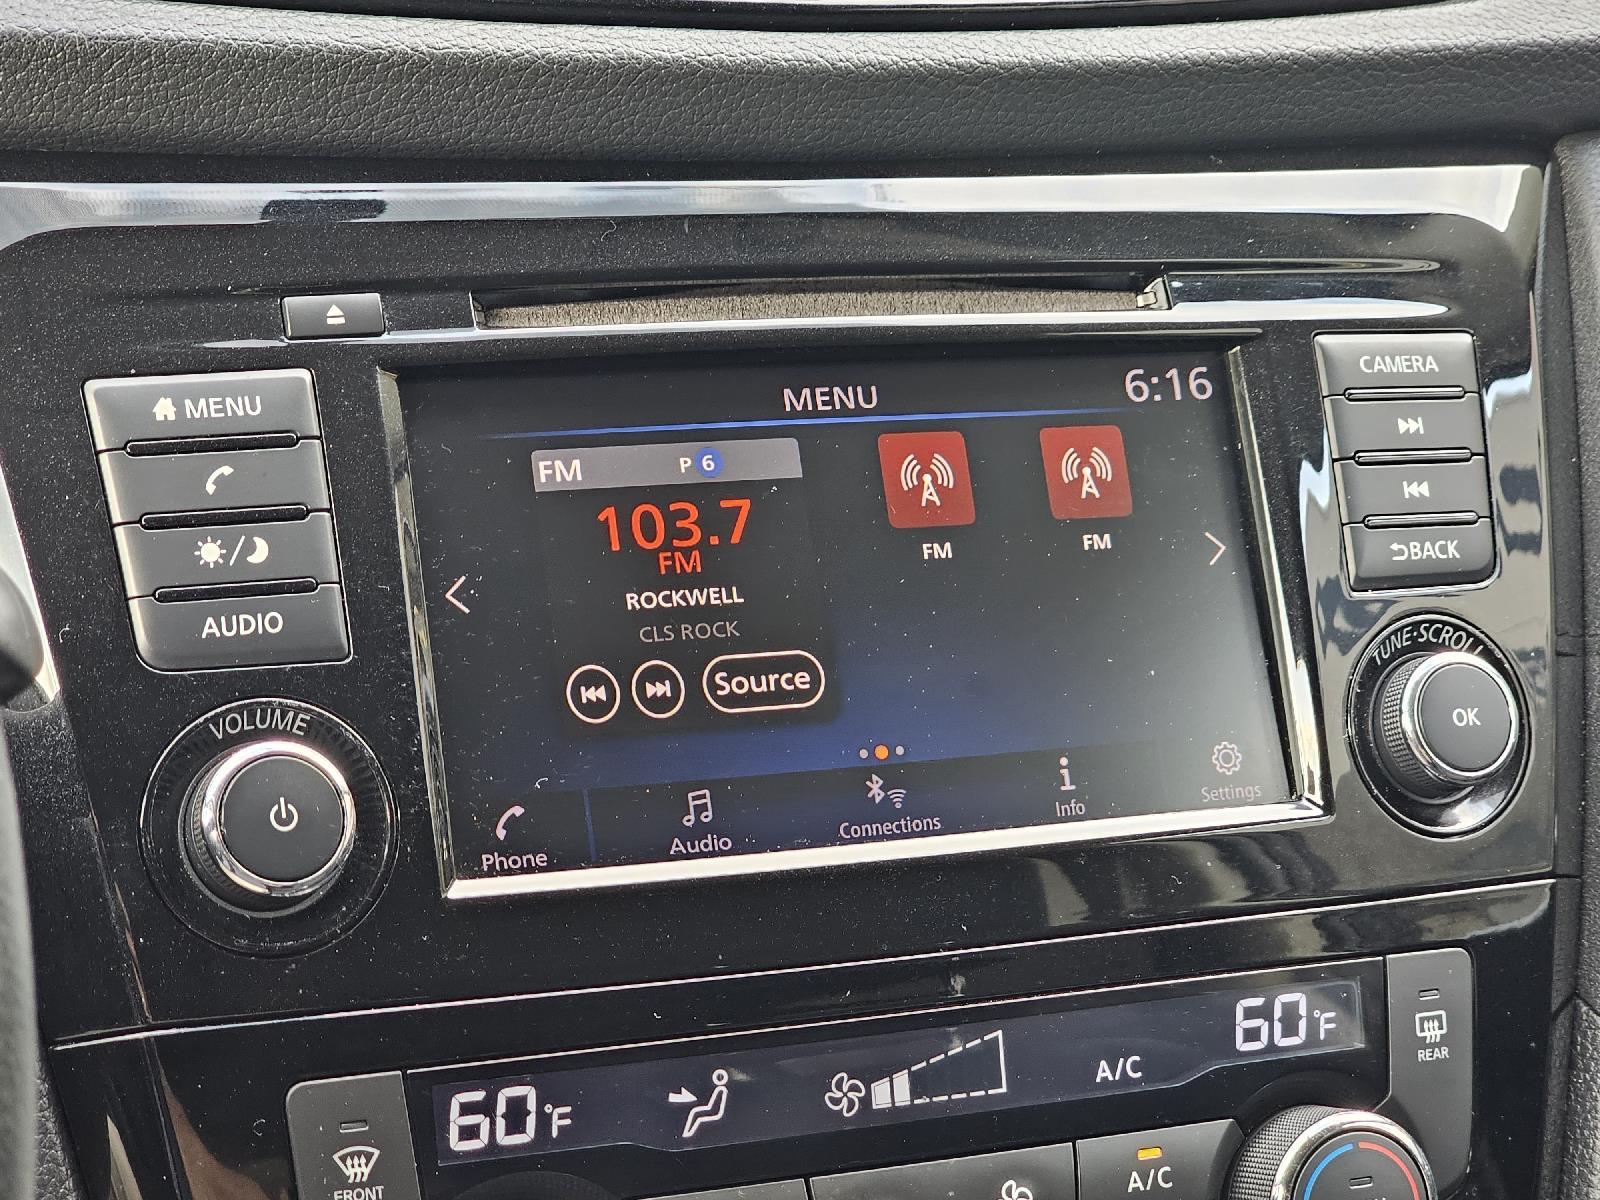 MENU
AUDIO
VOLUME
MENU
6:16
FM
P 6
103.7
FM
ROCKWELL
CLS ROCK
Source
FM
FM
Phone
Audio
Connections
Info
Settings
CAMERA
BACK
TUNE·SCROLL
OK
60°F
A/C
60°F
REAR
FRONT
A/C